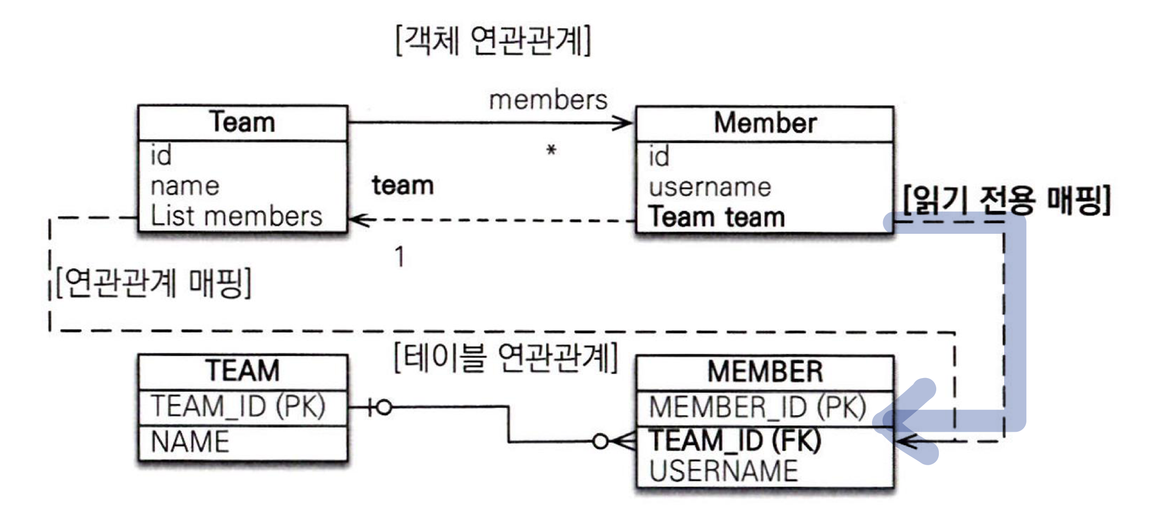 [객체 연관관계]
members
Team
id
name
List members
*
team
1
Member
id
username
Team team
[읽기 전용 매핑]
[연관관계 매핑]
[테이블 연관관계]
TEAM
TEAM_ID (PK)
NAME
MEMBER
MEMBER_ID (PK)
TEAM_ID (FK)
USERNAME